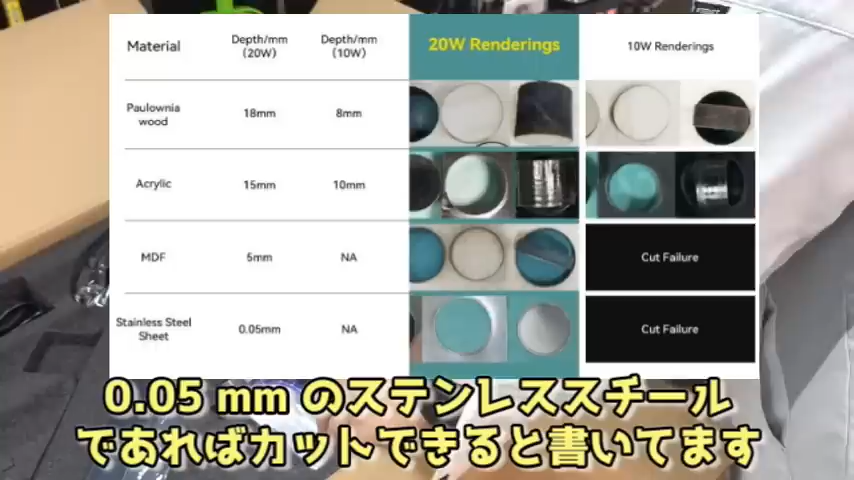 Material Depth/mm (20W) Depth/mm (10W) 20W Renderings 10W Renderings
Paulownia wood 18mm 8mm
Acrylic 15mm 10mm
MDF 5mm NA Cut Failure
Stainless Steel Sheet 0.05mm NA Cut Failure
0.05 mm のステンレススチール
であればカットできると書いてます